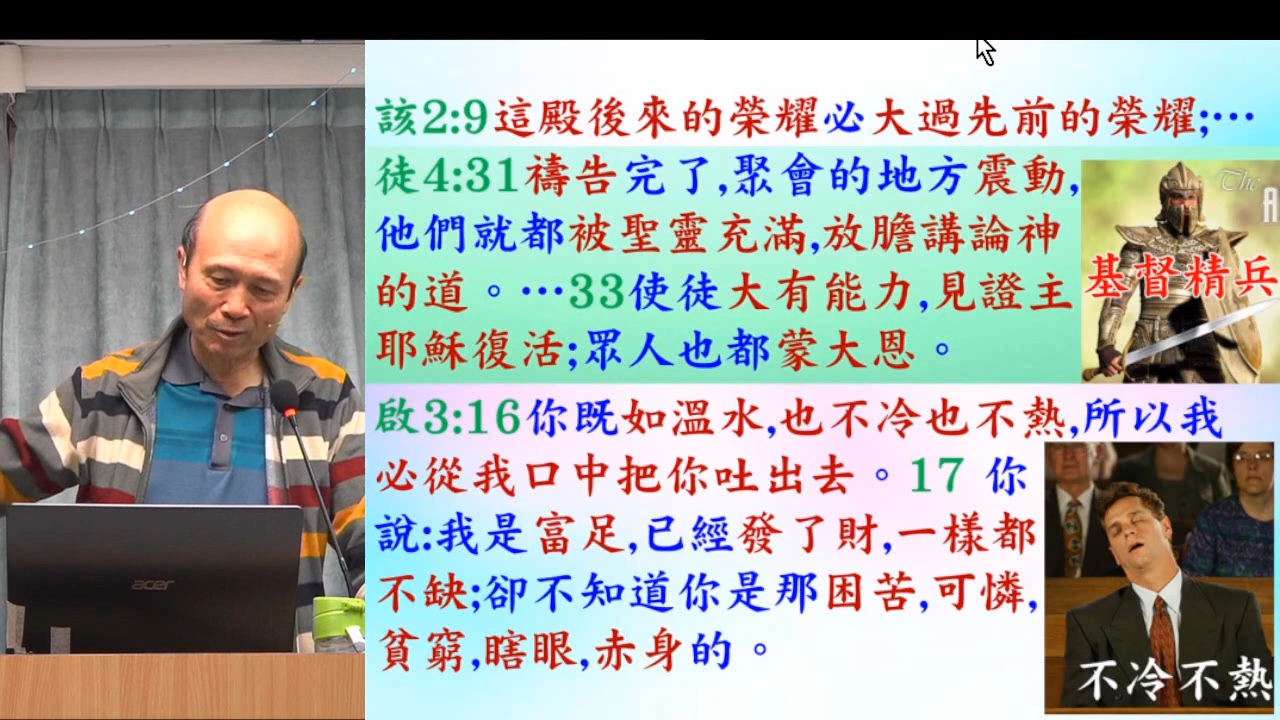 該2:9這殿後來的榮耀必大過先前的榮耀;…
徒4:31禱告完了,聚會的地方震動,
他們就都被聖靈充滿,放膽講論神
的道。…33使徒大有能力,見證主
耶穌復活;眾人也都蒙大恩。
The
A
基督精兵
啟3:16你既如溫水,也不冷也不熱,所以我
必從我口中把你吐出去。17 你
說:我是富足,已經發了財,一樣都
不缺;卻不知道你是那困苦,可憐,
貧窮,瞎眼,赤身的。
不冷不熱
acer